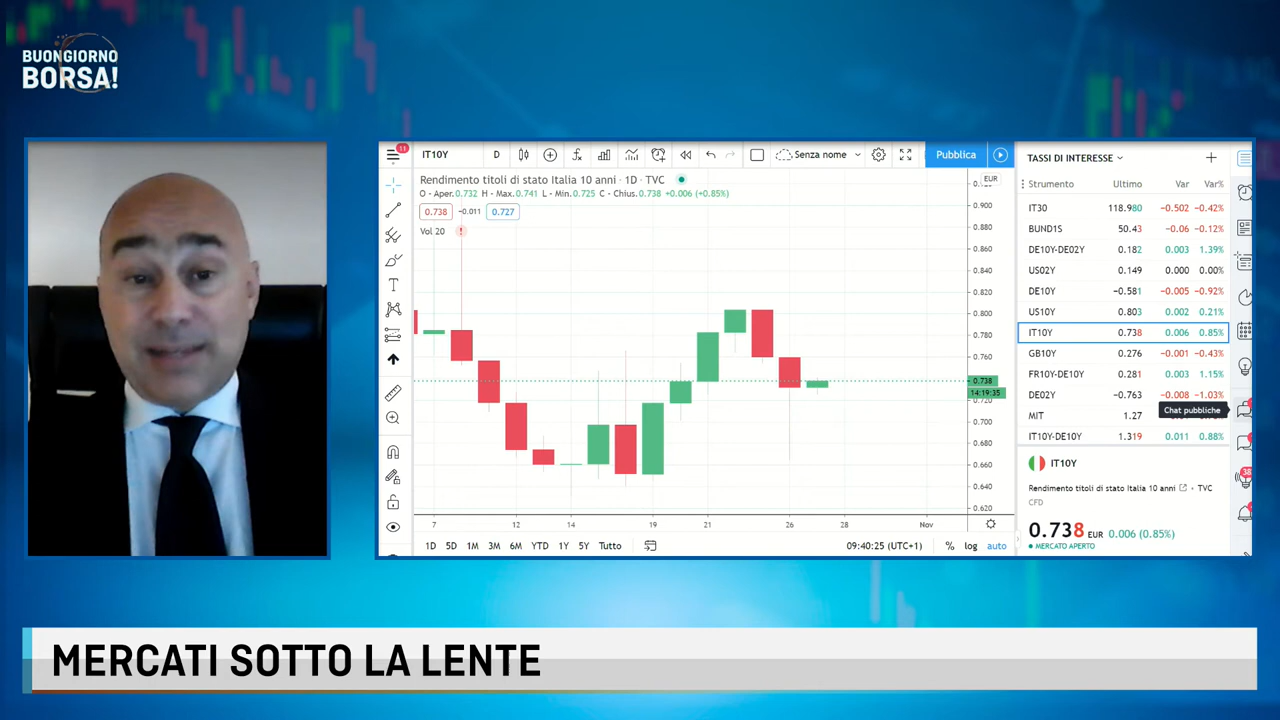 BUONGIORNO
BORSA!
11
IT10Y
D
Senza nome
Pubblica
Rendimento titoli di stato Italia 10 anni · 1D · TVC
O - Aper.0.732 H - Max.0.741 L - Min.0.725 C - Chius.0.738 +0.006 (+0.85%)
0.738
−0.011
0.727
Vol 20
!
EUR
0.900
0.880
0.860
0.840
0.820
0.800
0.780
0.760
0.738
14:19:35
0.720
0.700
0.680
0.660
0.640
0.620
7
12
14
19
21
26
28
Nov
1D 5D 1M 3M 6M YTD 1Y 5Y Tutto
09:40:25 (UTC+1)
% log auto
TASSI DI INTERESSE
Strumento Ultimo Var Var%
IT30 118.980 −0.502 −0.42%
BUND1S 50.43 −0.06 −0.12%
DE10Y-DE02Y 0.182 0.003 1.39%
US02Y 0.149 0.000 0.00%
DE10Y −0.581 −0.005 −0.92%
US10Y 0.803 0.002 0.21%
IT10Y 0.738 0.006 0.85%
GB10Y 0.276 −0.001 −0.43%
FR10Y-DE10Y 0.281 0.003 1.15%
DE02Y −0.763 −0.008 −1.03%
Chat pubbliche
MIT 1.27
IT10Y-DE10Y 1.319 0.011 0.88%
IT10Y
Rendimento titoli di stato Italia 10 anni · TVC
CFD
0.738 EUR 0.006 (0.85%)
MERCATO APERTO
38
MERCATI SOTTO LA LENTE